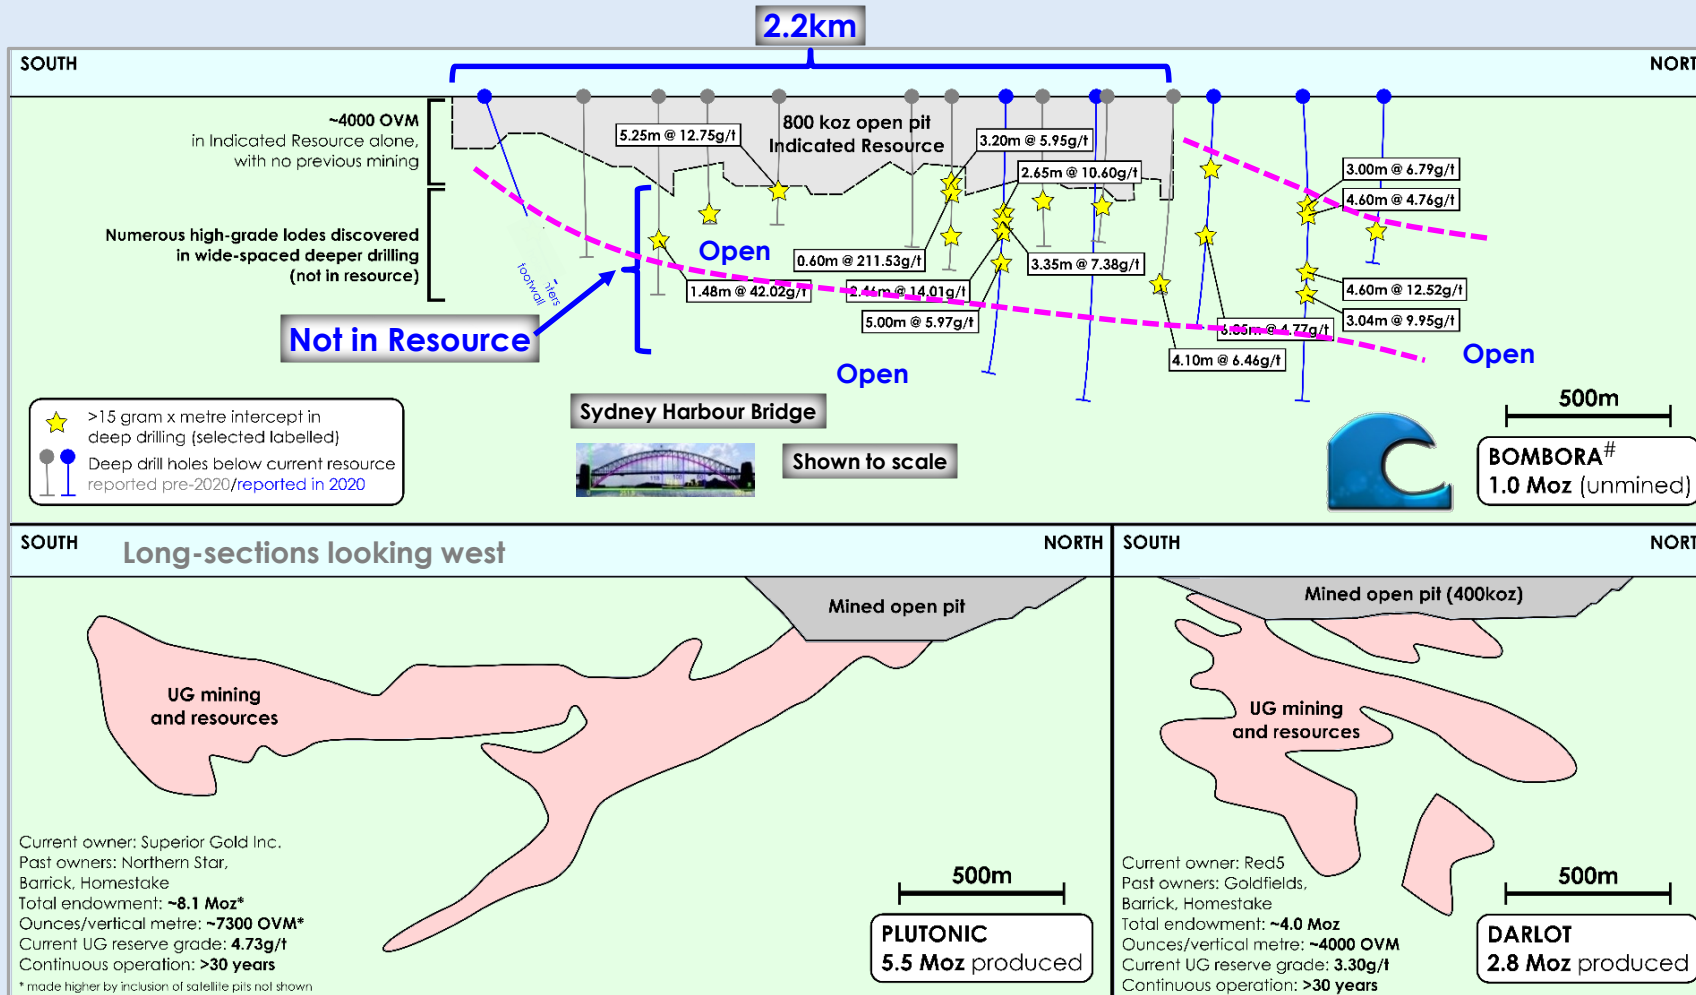 2.2km
SOUTH
NORT
~4000 OVM
in Indicated Resource alone,
with no previous mining
Numerous high-grade lodes discovered
in wide-spaced deeper drilling
(not in resource)
800 koz open pit
Indicated Resource
5.25m @ 12.75g/t
3.20m @ 5.95g/t
2.65m @ 10.60g/t
3.00m @ 6.79g/t
4.60m @ 4.76g/t
Open
0.60m @ 211.53g/t
3.35m @ 7.38g/t
1.48m @ 42.02g/t
2.46m @ 14.01g/t
4.60m @ 12.52g/t
5.00m @ 5.97g/t
6.85m @ 4.77g/t
3.04m @ 9.95g/t
4.10m @ 6.46g/t
footwall
Not in Resource
Open
Open
Sydney Harbour Bridge
Shown to scale
>15 gram x metre intercept in
deep drilling (selected labelled)
Deep drill holes below current resource
reported pre-2020/reported in 2020
500m
BOMBORA#
1.0 Moz (unmined)
SOUTH
Long-sections looking west
NORTH
Mined open pit
UG mining
and resources
Current owner: Superior Gold Inc.
Past owners: Northern Star,
Barrick, Homestake
Total endowment: ~8.1 Moz*
Ounces/vertical metre: ~7300 OVM*
Current UG reserve grade: 4.73g/t
Continuous operation: >30 years
* made higher by inclusion of satellite pits not shown
500m
PLUTONIC
5.5 Moz produced
SOUTH
NORT
Mined open pit (400koz)
UG mining
and resources
Current owner: Red5
Past owners: Goldfields,
Barrick, Homestake
Total endowment: ~4.0 Moz
Ounces/vertical metre: ~4000 OVM
Current UG reserve grade: 3.30g/t
Continuous operation: >30 years
500m
DARLOT
2.8 Moz produced